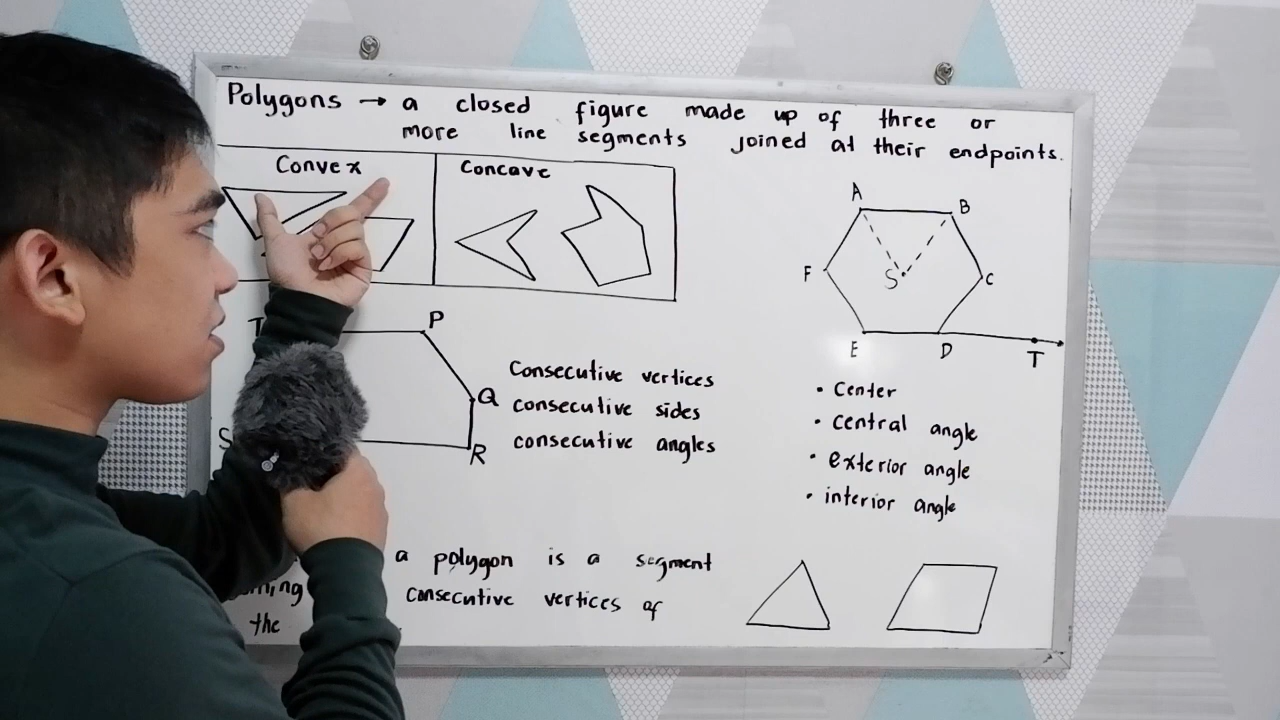 Polygons → a closed figure made up of three or
more line segments joined at their endpoints.
Convex
Concave
A
B
F
S
C
E
D
T
T
P
Q
S
R
Consecutive vertices
consecutive sides
consecutive angles
• Center
• central angle
• exterior angle
• interior angle
a polygon is a segment
consecutive vertices of
the